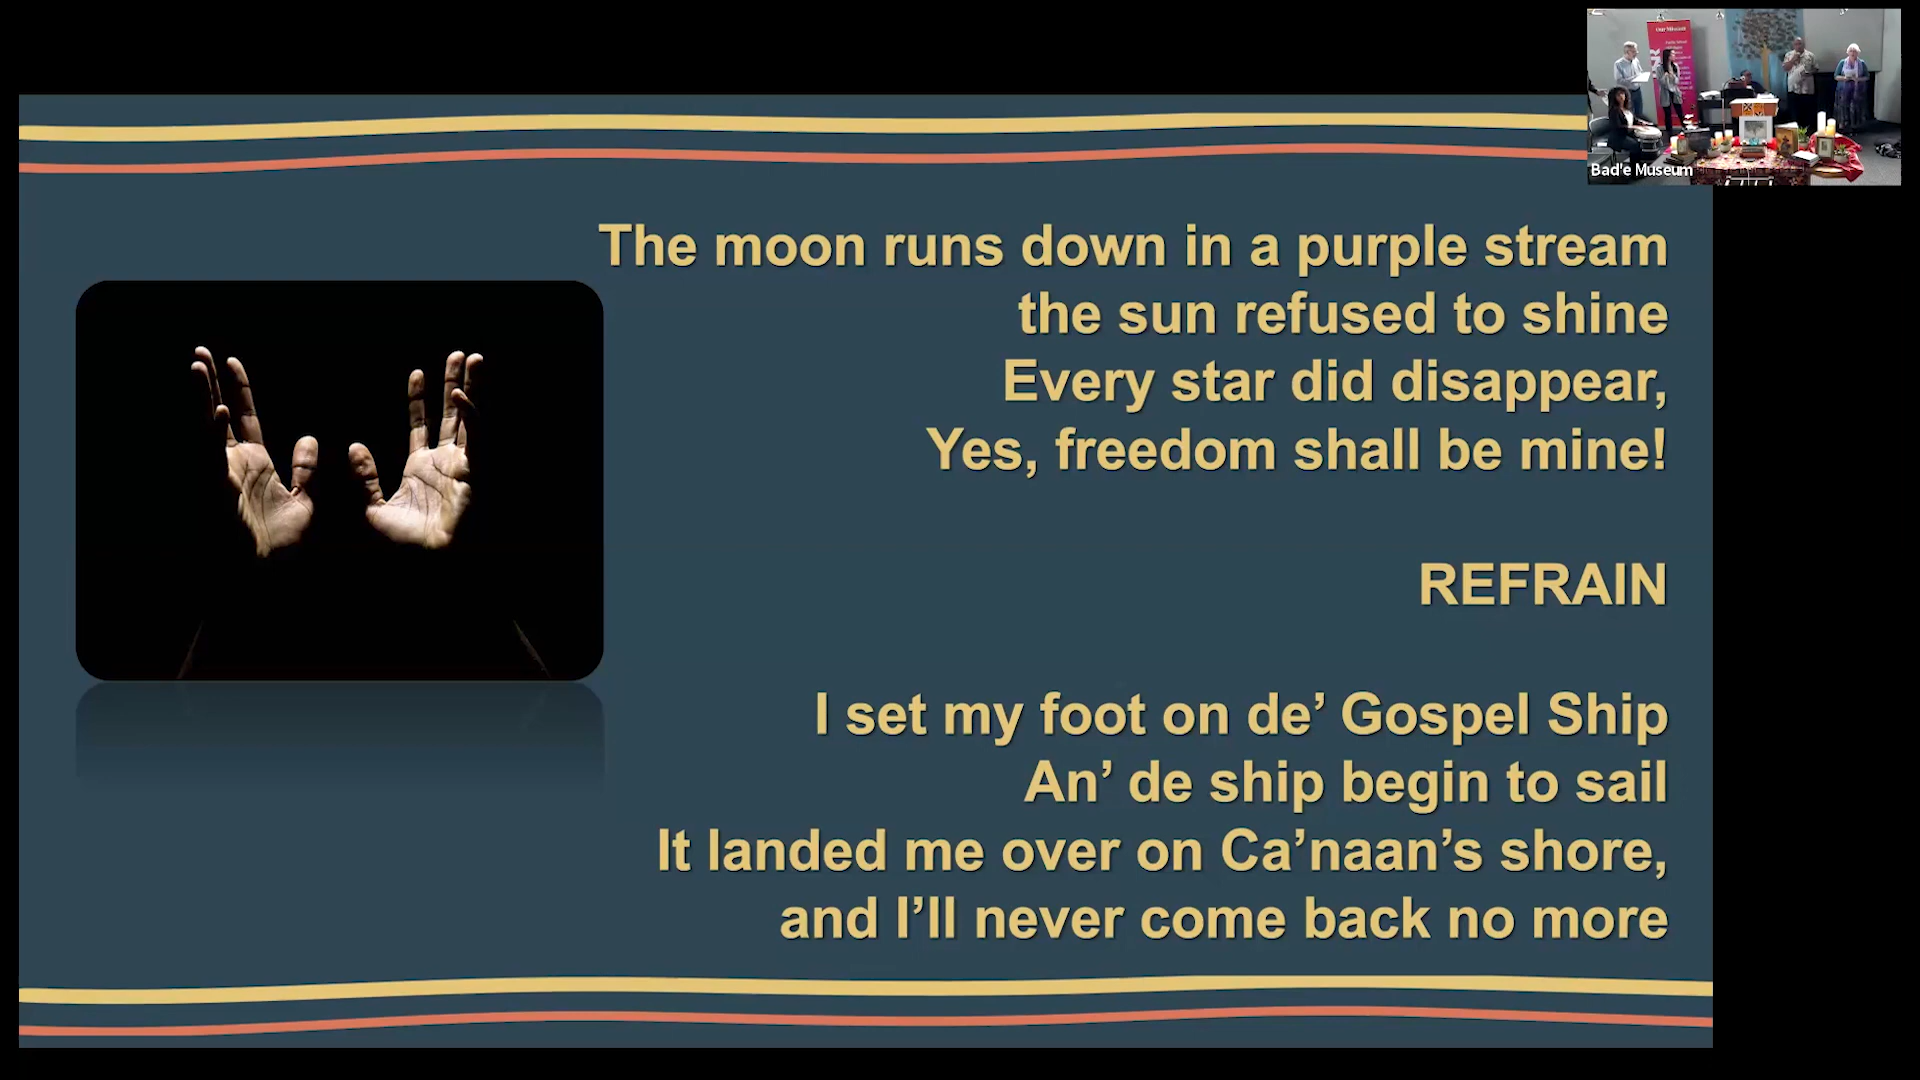 The moon runs down in a purple stream
the sun refused to shine
Every star did disappear,
Yes, freedom shall be mine!
REFRAIN
I set my foot on de’ Gospel Ship
An’ de ship begin to sail
It landed me over on Ca’naan’s shore,
and I’ll never come back no more
Our Mission
Bad'e Museum